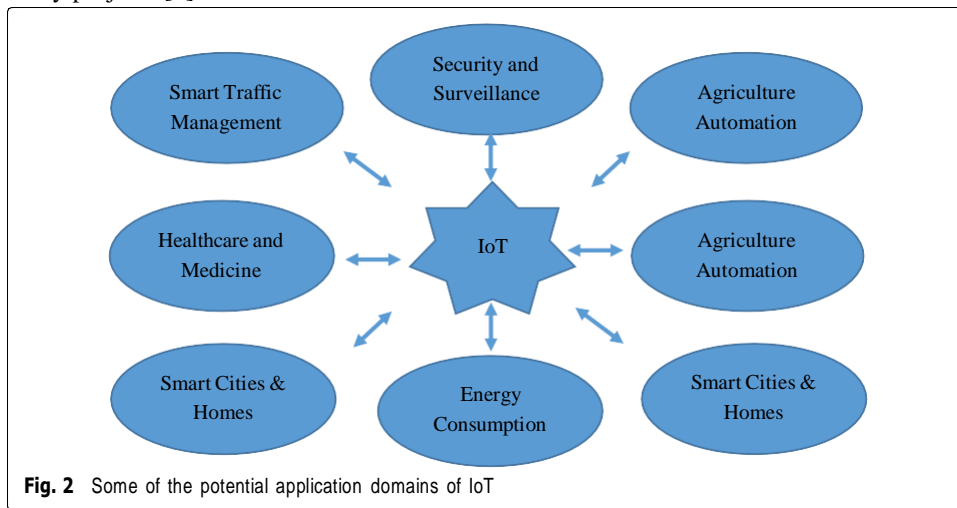 Security and
Surveillance
Smart Traffic
Management
Agriculture
Automation
Healthcare and
Medicine
IoT
Agriculture
Automation
Smart Cities &
Homes
Energy
Consumption
Smart Cities &
Homes
Fig. 2 Some of the potential application domains of IoT